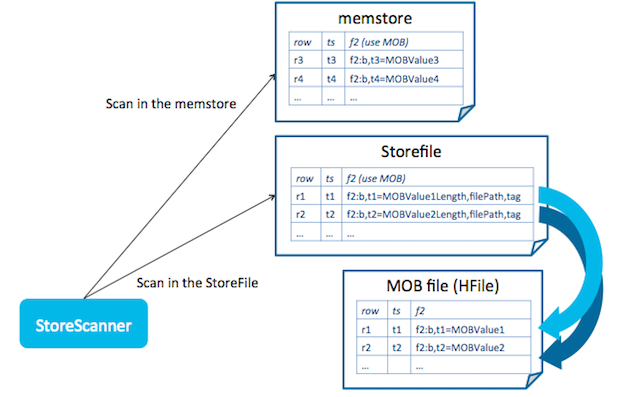 memstore
row ts f2 (use MOB)
r3 t3 f2:b,t3=MOBValue3
r4 t4 f2:b,t4=MOBValue4
... ... ...
Scan in the memstore
Storefile
row ts f2 (use MOB)
r1 t1 f2:b,t1=MOBValue1Length,filePath,tag
r2 t2 f2:b,t2=MOBValue2Length,filePath,tag
... ... ...
Scan in the StoreFile
MOB file (HFile)
row ts f2
r1 t1 f2:b,t1=MOBValue1
r2 t2 f2:b,t2=MOBValue2
... ...
StoreScanner